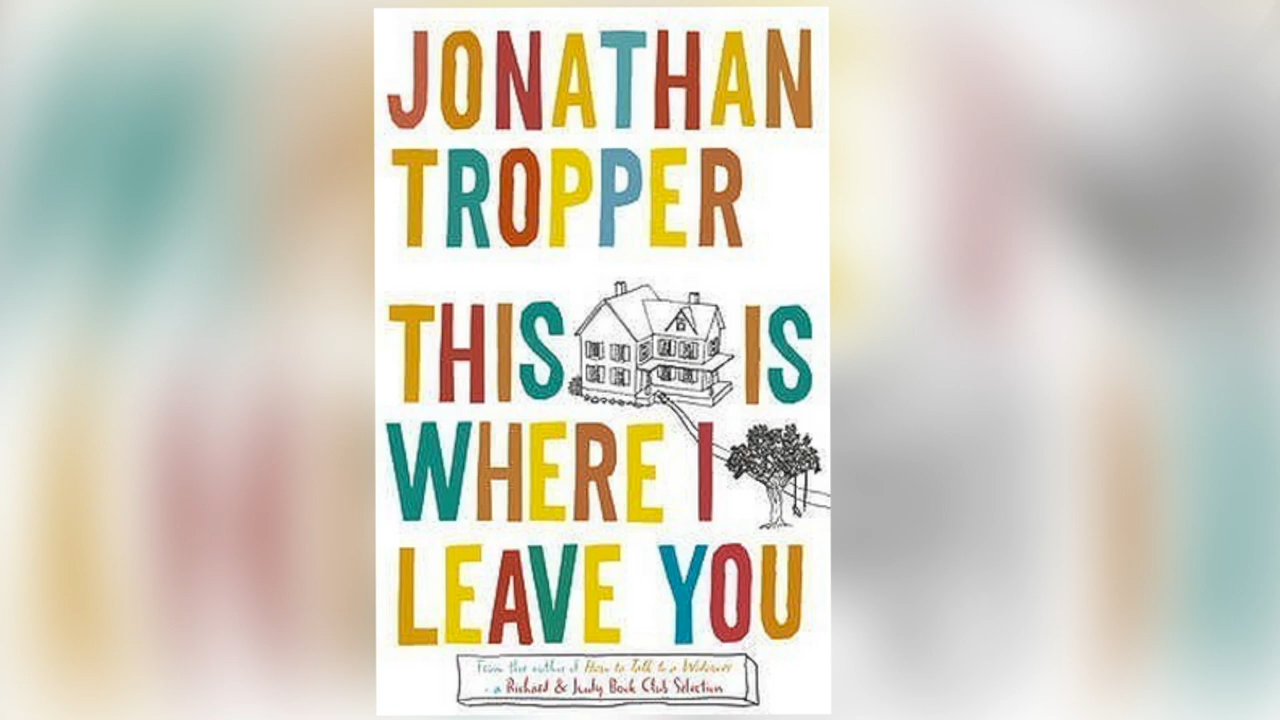 JONATHAN
TROPPER
THIS IS
WHERE I
LEAVE YOU
From the author of How to Talk to a Widower
- a Richard & Judy Book Club Selection